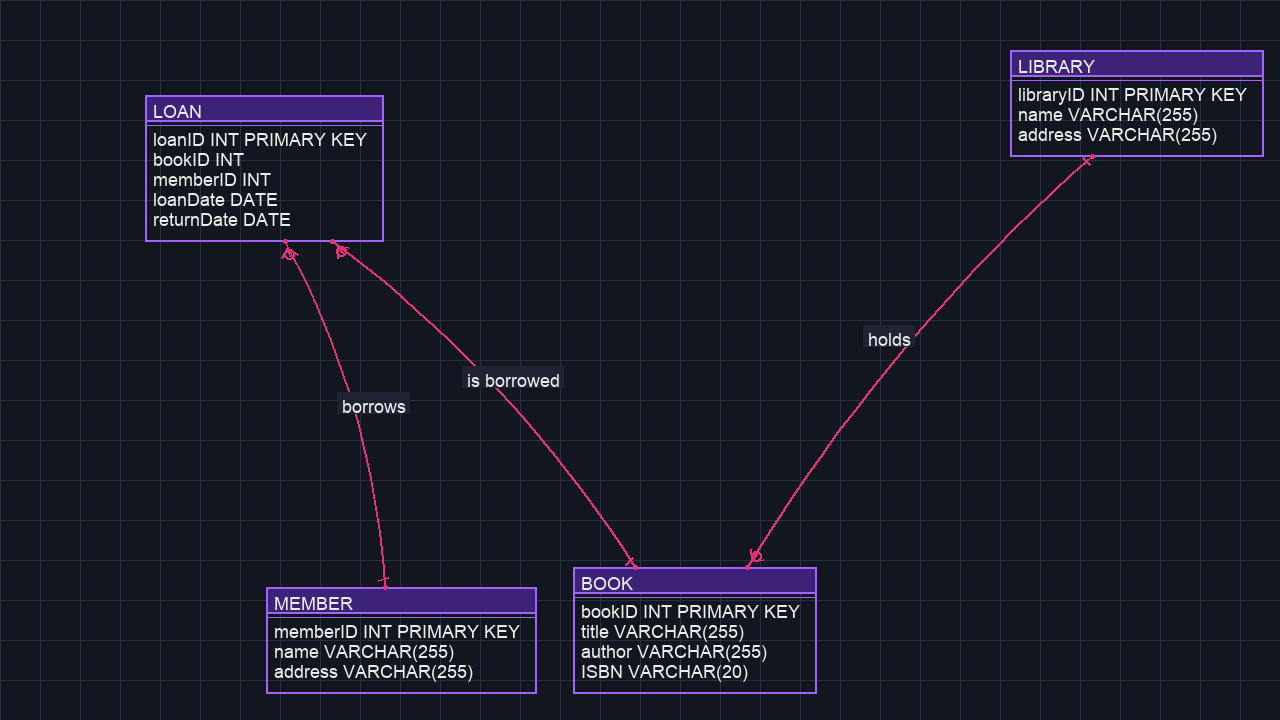 LIBRARY
libraryID INT PRIMARY KEY
name VARCHAR(255)
address VARCHAR(255)
LOAN
loanID INT PRIMARY KEY
bookID INT
memberID INT
loanDate DATE
returnDate DATE
holds
is borrowed
borrows
BOOK
bookID INT PRIMARY KEY
title VARCHAR(255)
author VARCHAR(255)
ISBN VARCHAR(20)
MEMBER
memberID INT PRIMARY KEY
name VARCHAR(255)
address VARCHAR(255)